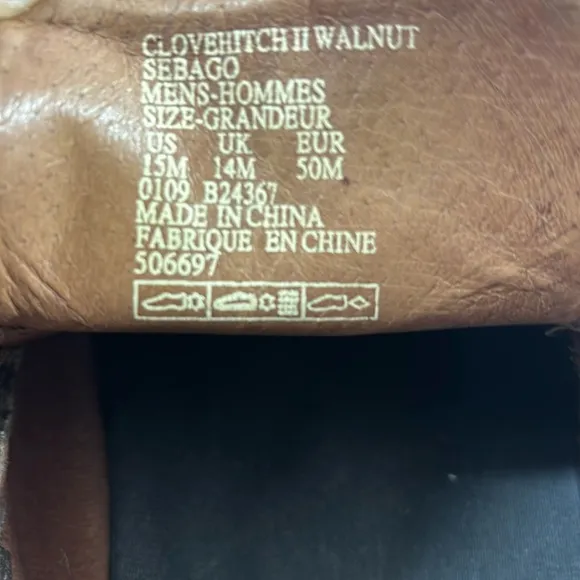 CLOVEHITCH II WALNUT
SEBAGO
MENS-HOMMES
SIZE-GRANDEUR
US UK EUR
15M 14M 50M
0109 B24367
MADE IN CHINA
FABRIQUE EN CHINE
506697